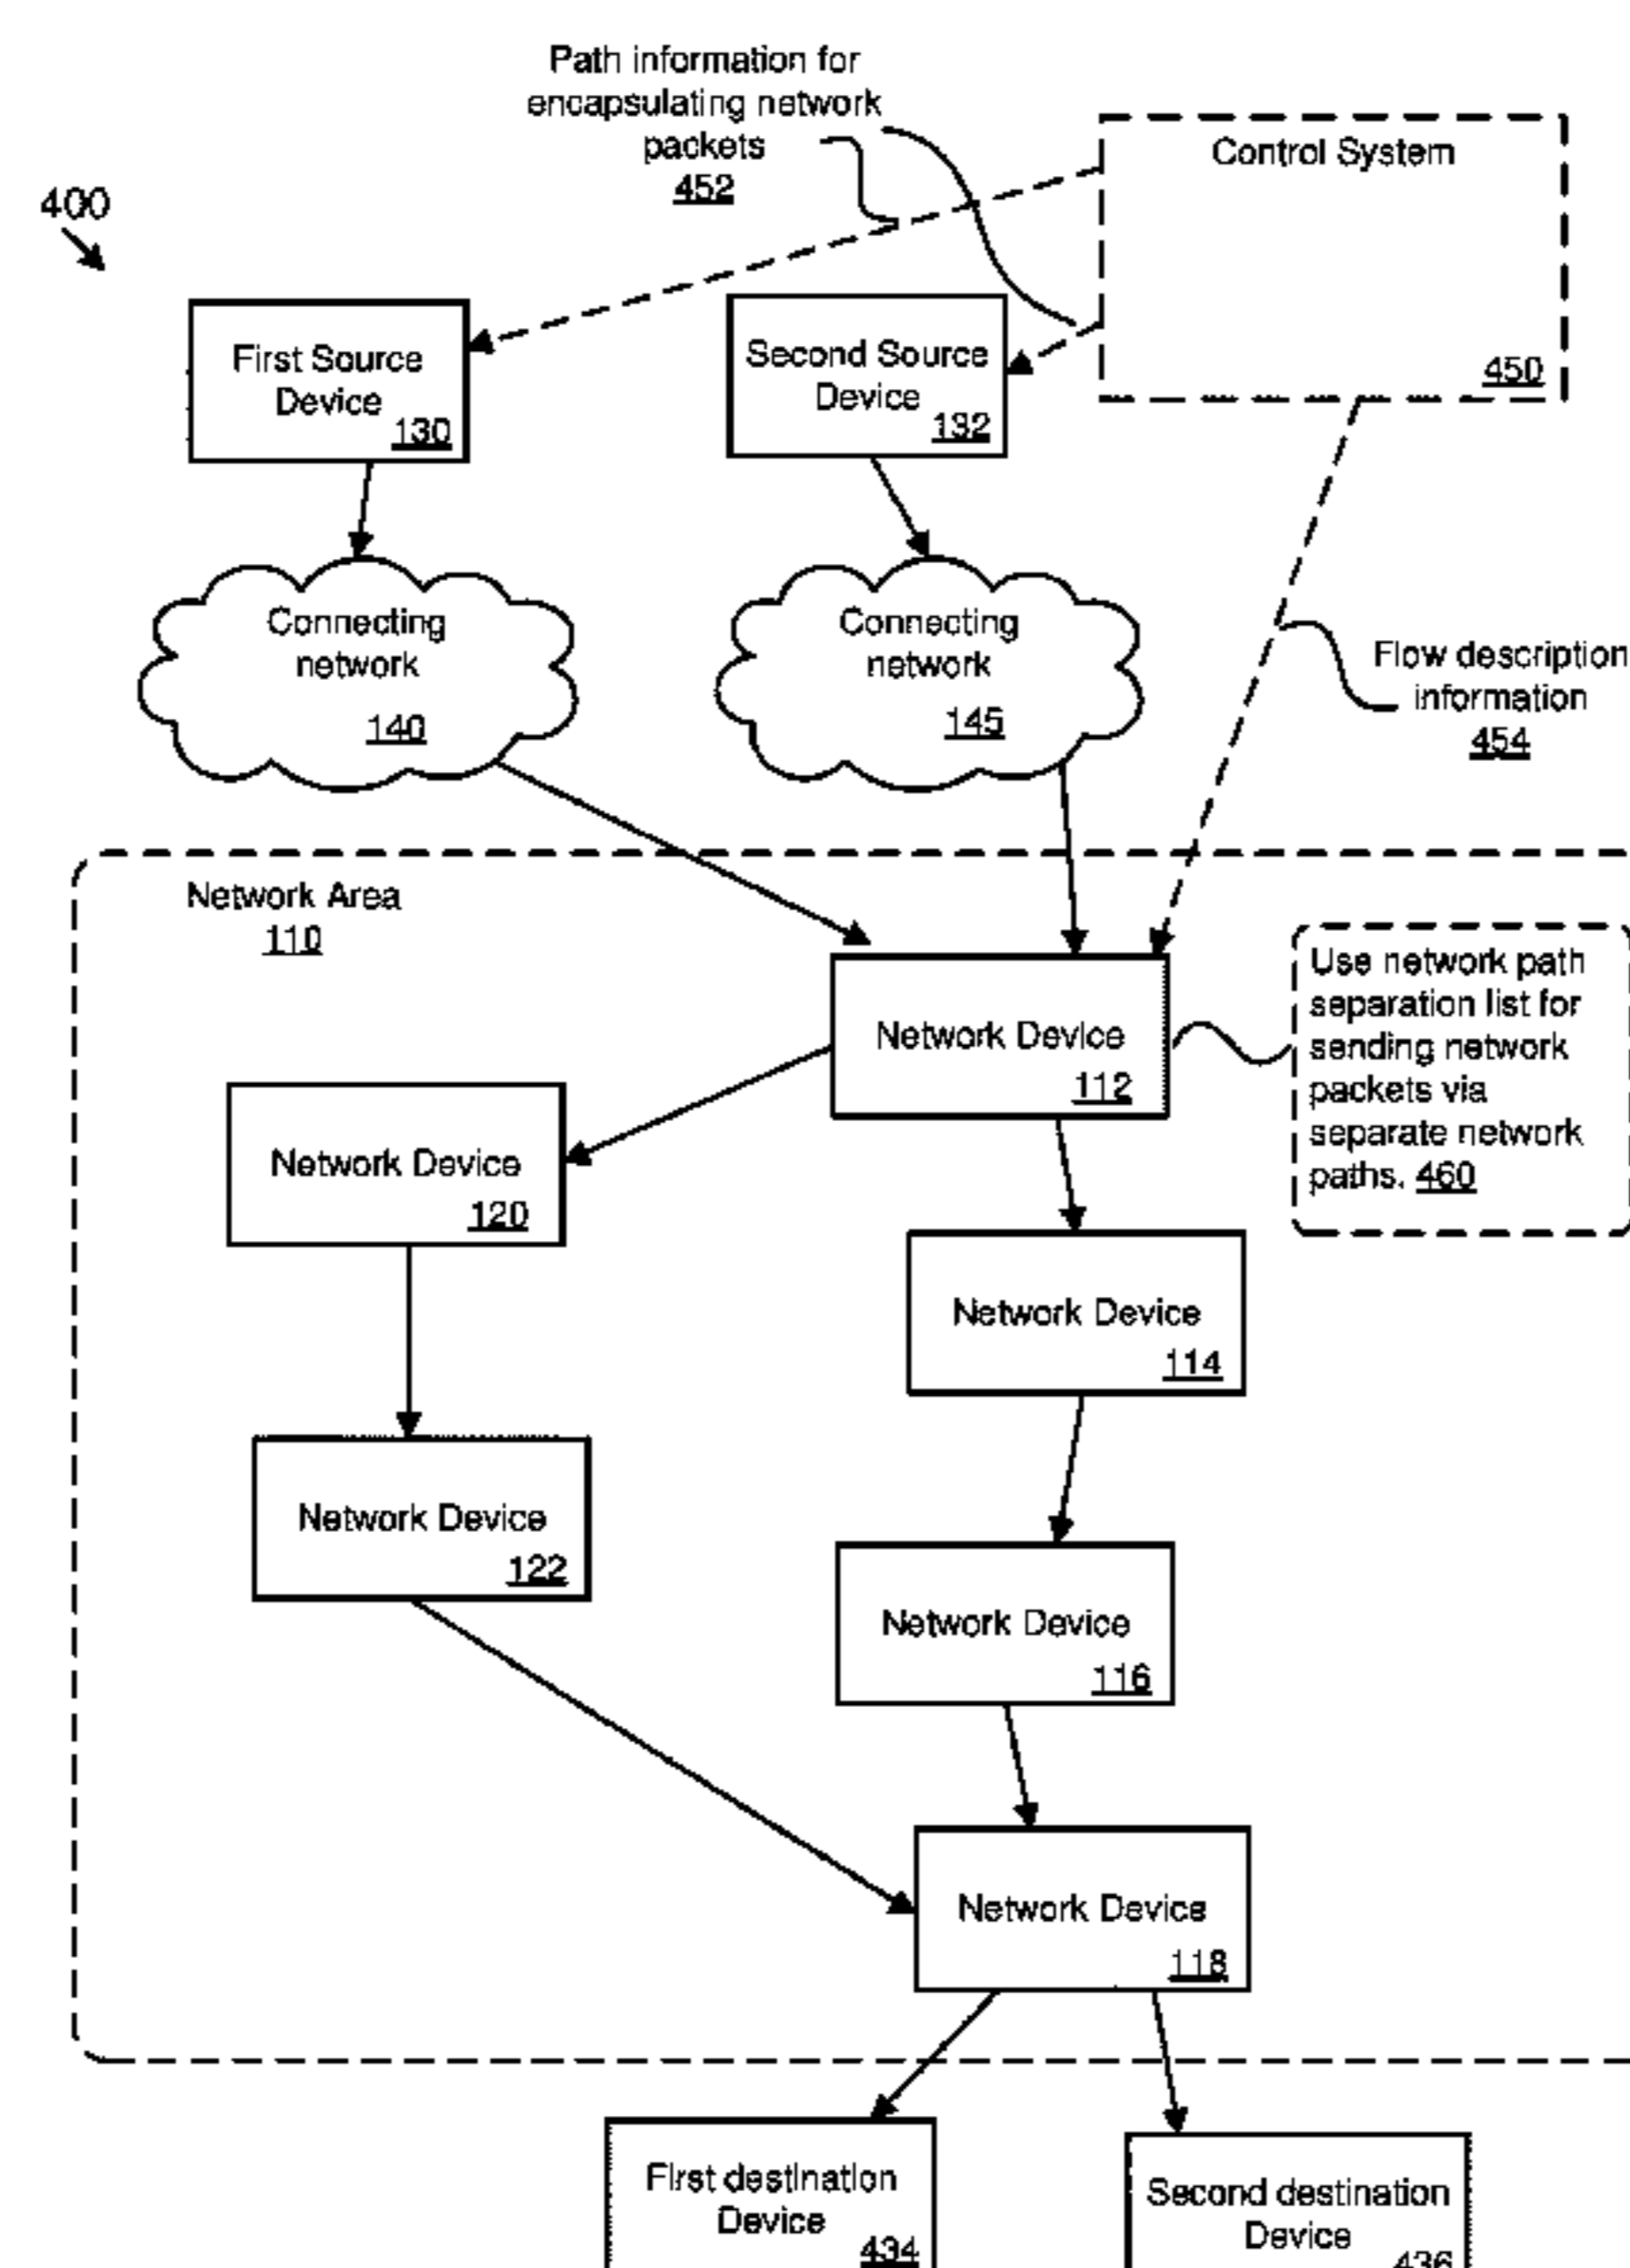 Path information for
encapsulating network
packets
452
Control System
450
400
First Source
Device
130
Second Source
Device
132
Connecting
network
140
Connecting
network
145
Flow description
information
454
Network Area
110
Network Device
112
Use network path
separation list for
sending network
packets via
separate network
paths. 460
Network Device
120
Network Device
114
Network Device
122
Network Device
116
Network Device
118
First destination
Device
434
Second destination
Device
436